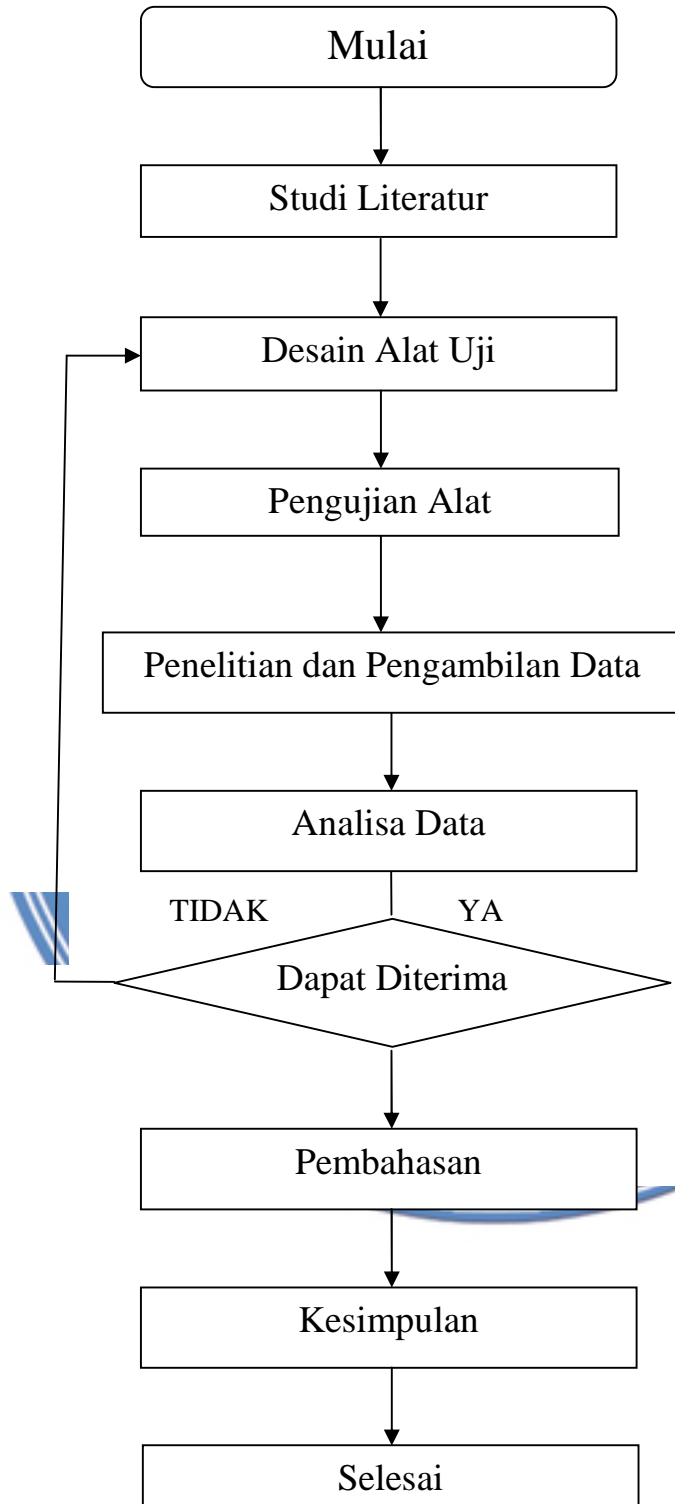 Mulai
Studi Literatur
Desain Alat Uji
Pengujian Alat
Penelitian dan Pengambilan Data
Analisa Data
TIDAK YA
Dapat Diterima
Pembahasan
Kesimpulan
Selesai